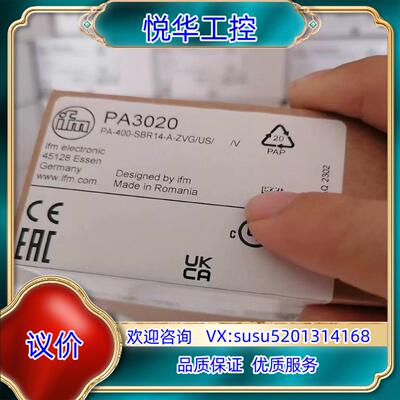 悦华工控
ifm
PA3020
PA-400-SBR14-A-ZVG/US/ /V
ifm electronic
45128 Essen
Germany
www.ifm.com
Designed by ifm
Made in Romania
20
PAP
2302
CE
EAC
UK
CA
C
议价
欢迎咨询 VX:susu5201314168
品质保证 优质服务